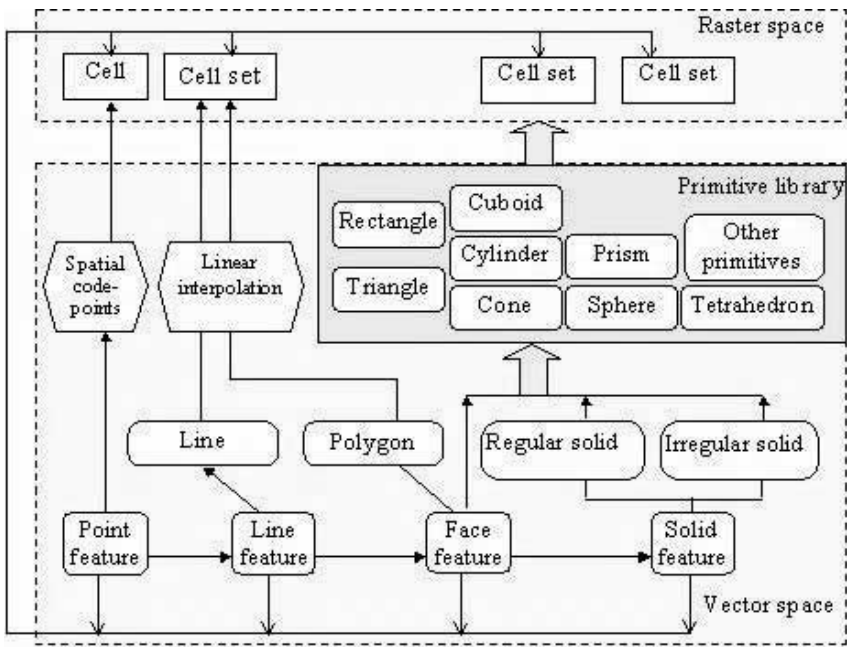 Raster space
Cell
Cell set
Cell set
Cell set
Primitive library
Rectangle
Cuboid
Other
primitives
Cylinder
Prism
Triangle
Cone
Sphere
Tetrahedron
Spatial
code-
points
Linear
interpolation
Line
Polygon
Regular solid
Irregular solid
Point
feature
Line
feature
Face
feature
Solid
feature
Vector space